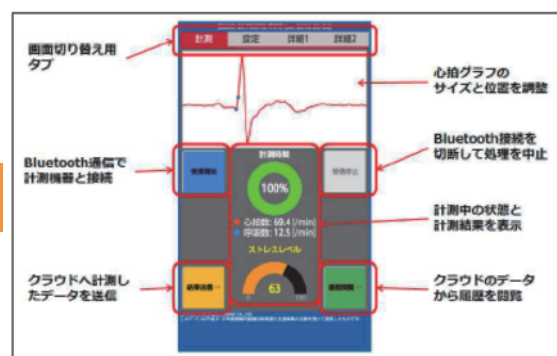 画面切り替え用
タブ
計測
設定
詳細1
詳細2
心拍グラフの
サイズと位置を調整
Bluetooth通信で
計測機器と接続
受信開始
計測時間
100%
心拍数: 69.4 [/min]
呼吸数: 12.5 [/min]
ストレスレベル
63
0
100
受信停止
Bluetooth接続を
切断して処理を中止
計測中の状態と
計測結果を表示
クラウドへ計測し
たデータを送信
結果送信
履歴閲覧
クラウドのデータ
から履歴を閲覧